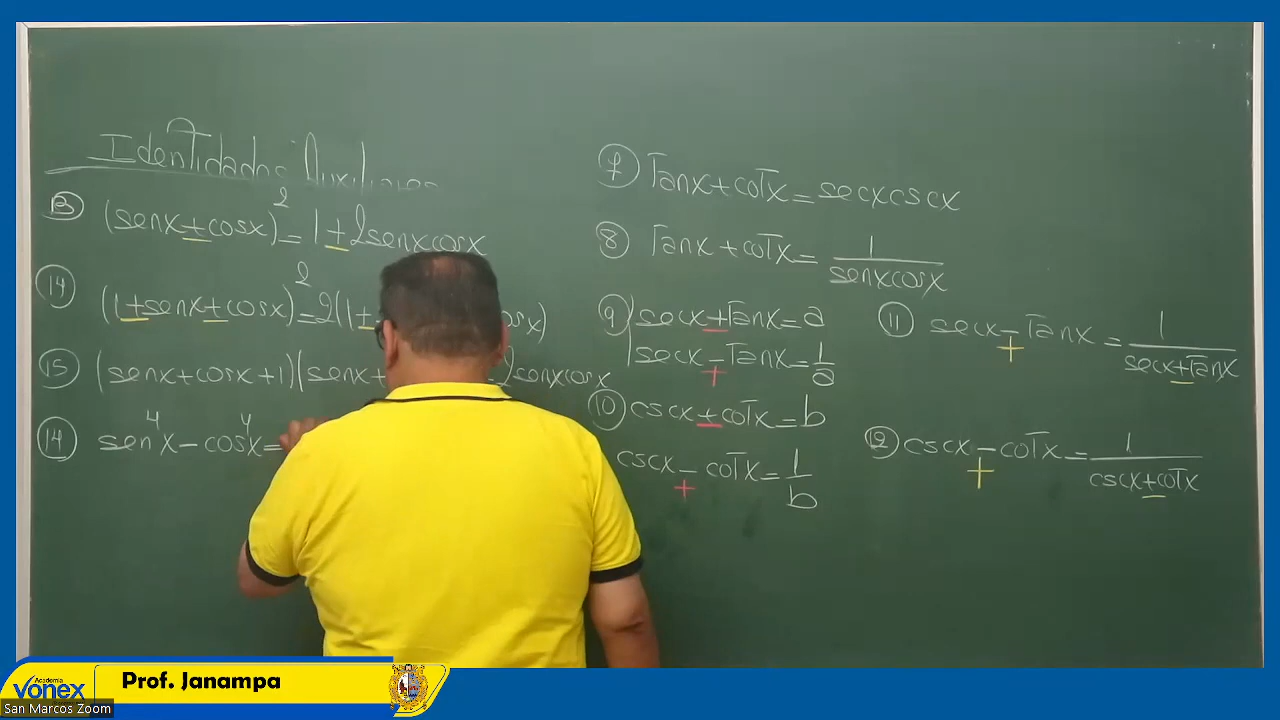 Identidades Auxiliares
13 (senx±cosx)²=1±2senxcosx
14 (1±senx±cosx)²=2(1± cosx)
15 (senx+cosx+1)(senx+ 2senxcosx
14 sen⁴x-cos⁴x=
7 Tanx+coTx=secxcscx
8 Tanx+coTx= 1/senxcosx
9 secx±Tanx=a
secx∓Tanx=1/a
10 cscx±coTx=b
cscx∓coTx=1/b
11 secx∓Tanx= 1/secx±Tanx
12 cscx∓coTx= 1/cscx±coTx
Academia
VONEX
Prof. Janampa
San Marcos Zoom